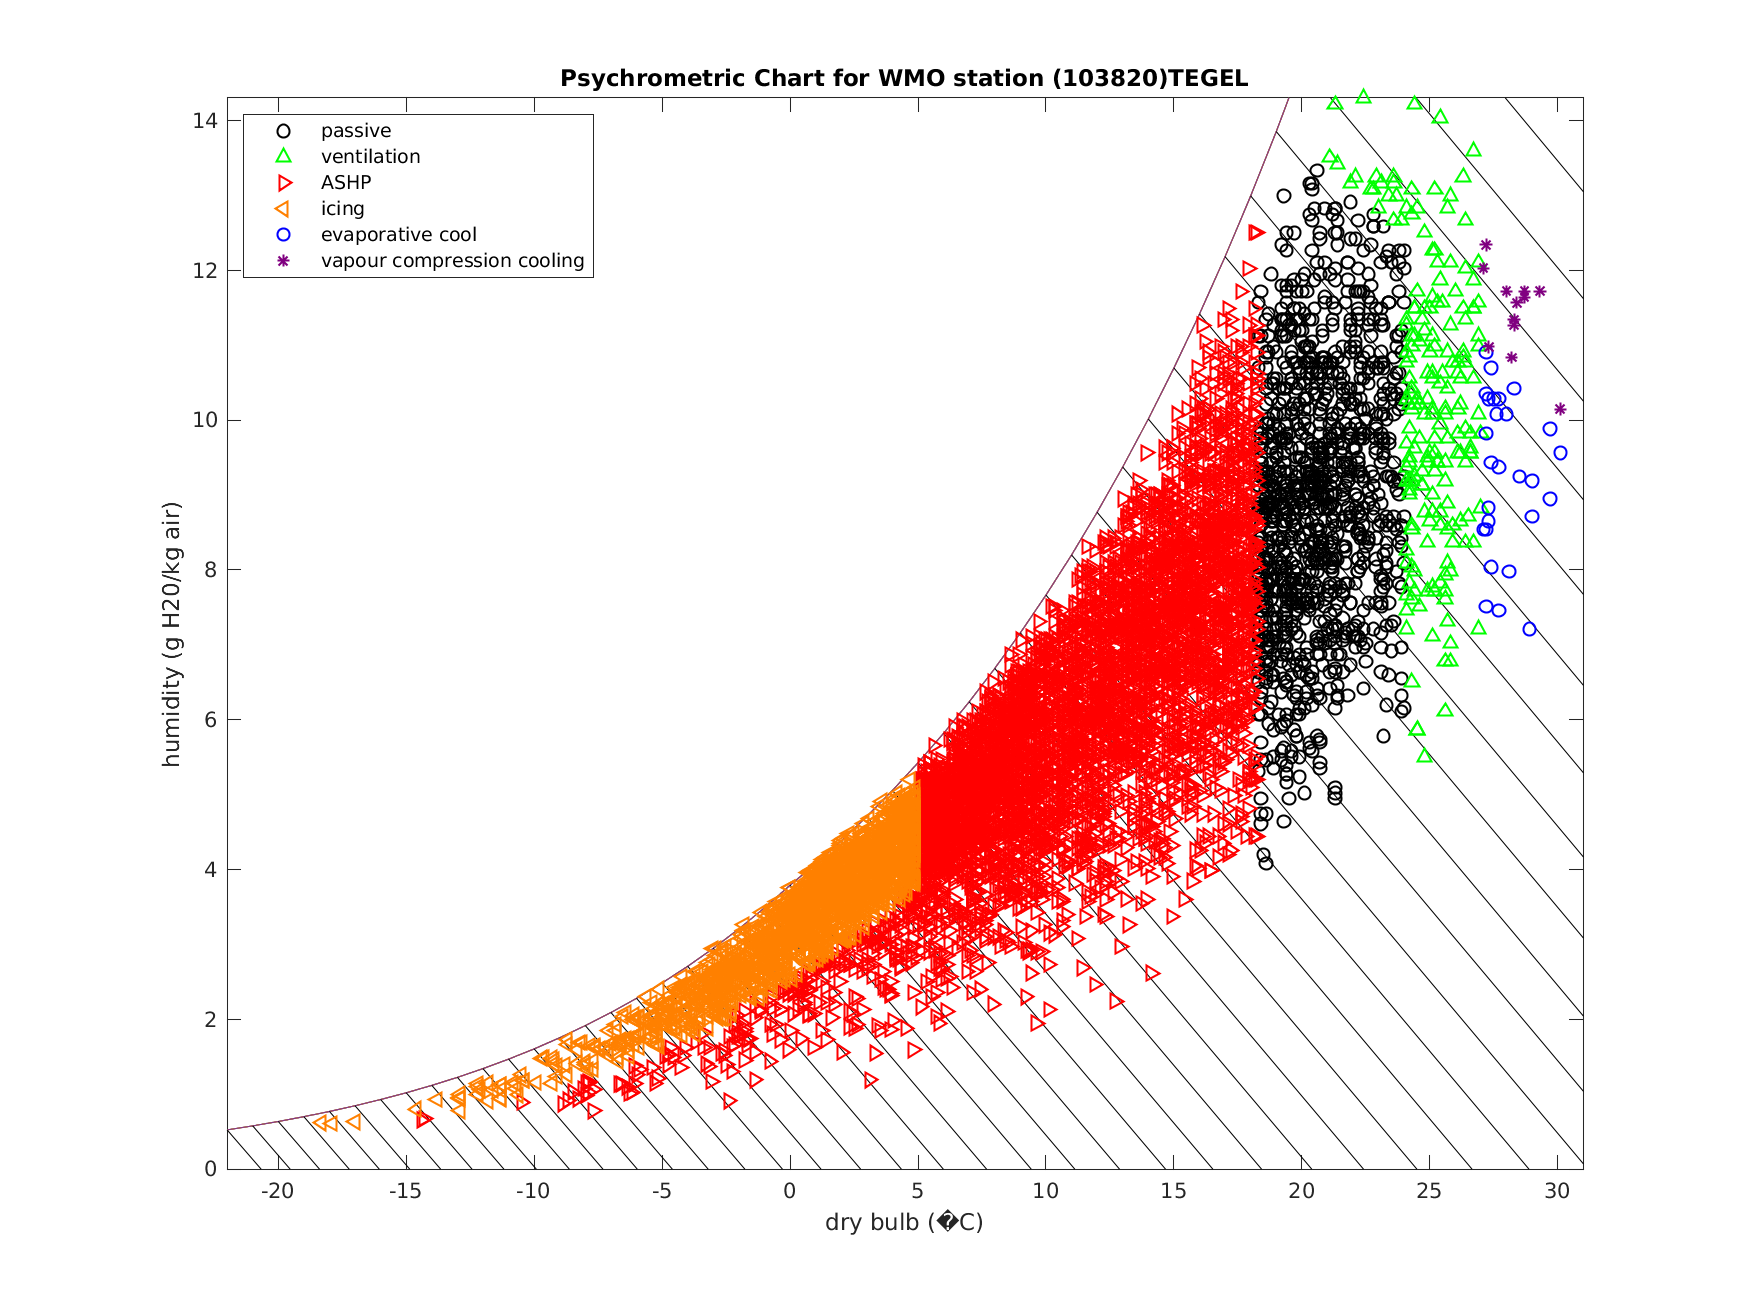 Psychrometric Chart for WMO station (103820)TEGEL
14
12
10
8
6
4
2
0
humidity (g H20/kg air)
passive
ventilation
ASHP
icing
evaporative cool
vapour compression cooling
-20 -15 -10 -5 0 5 10 15 20 25 30
dry bulb (�C)